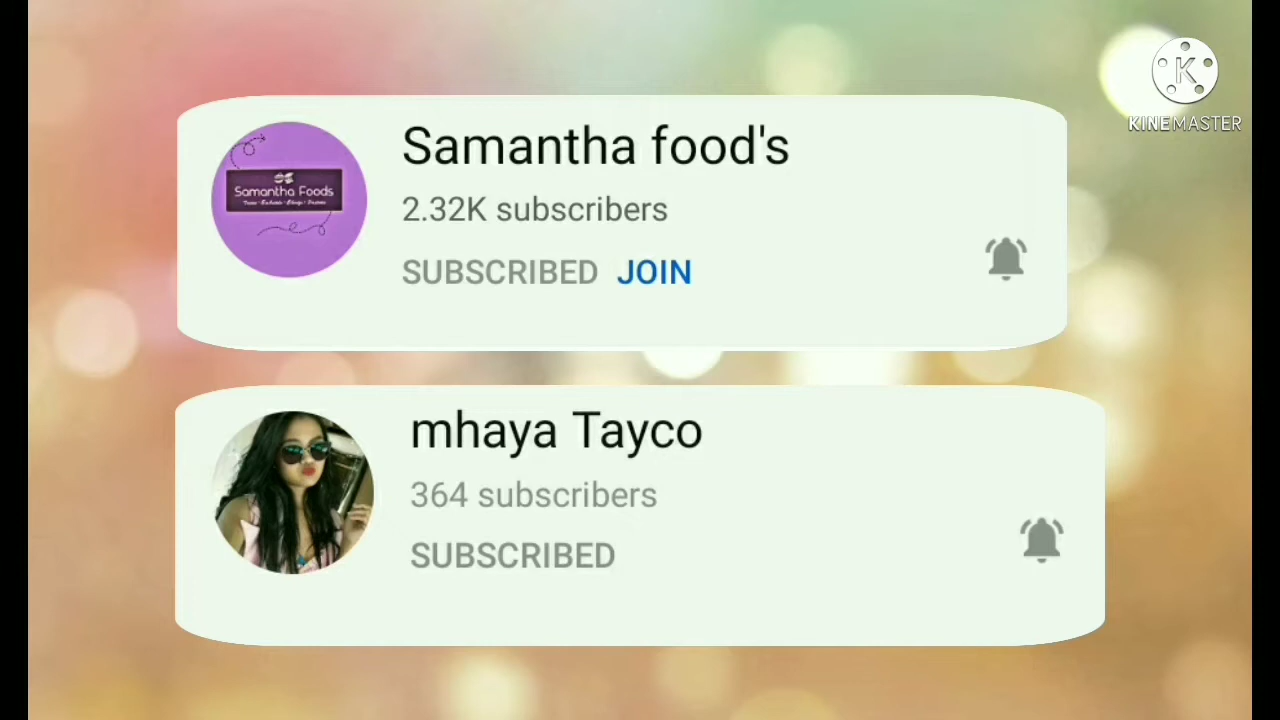 KINEMASTER
Samantha food's
Samantha Foods
2.32K subscribers
SUBSCRIBED JOIN
mhaya Tayco
364 subscribers
SUBSCRIBED